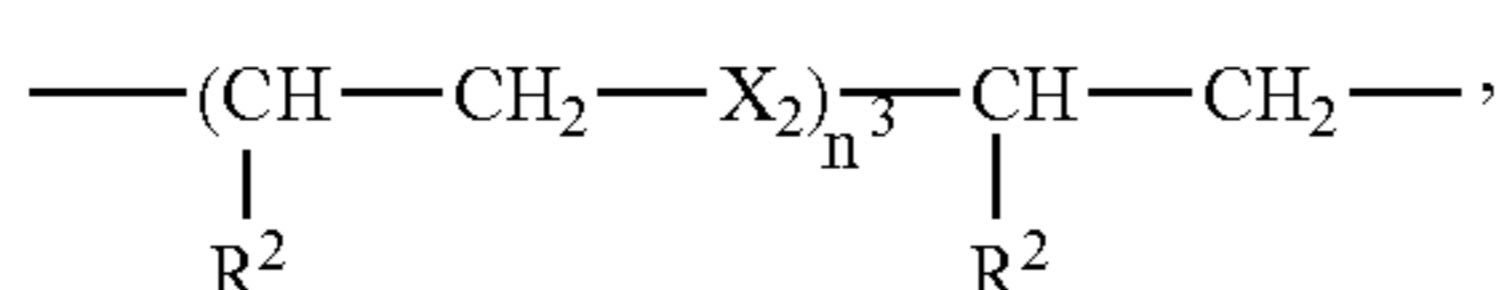 —(CH—CH₂—X₂)ₙ³—CH—CH₂—,
R² R²